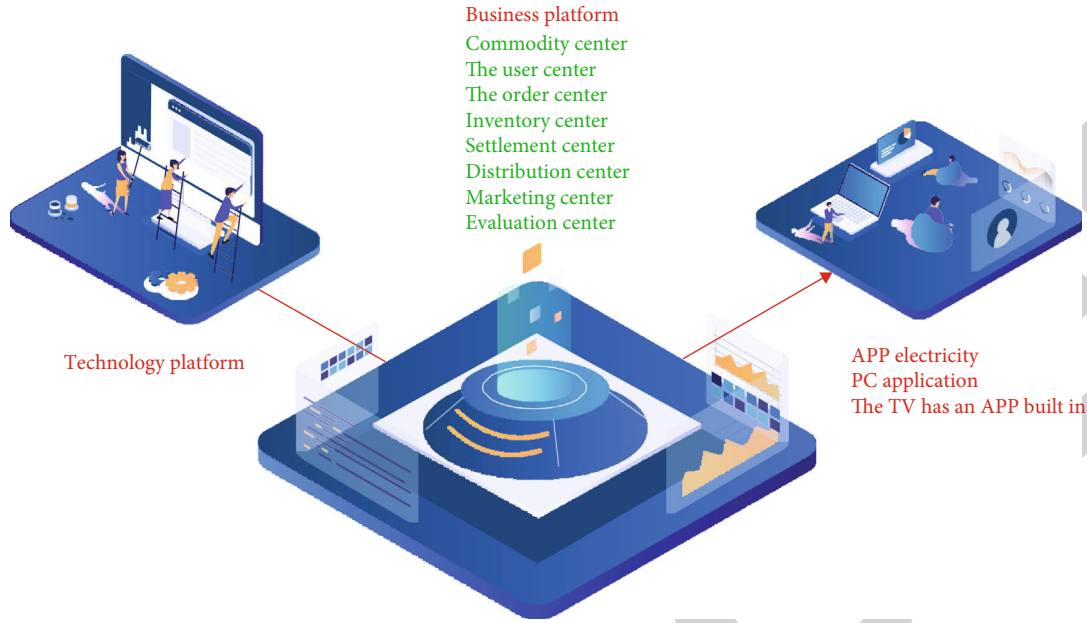 Business platform
Commodity center
The user center
The order center
Inventory center
Settlement center
Distribution center
Marketing center
Evaluation center
Technology platform
APP electricity
PC application
The TV has an APP built in